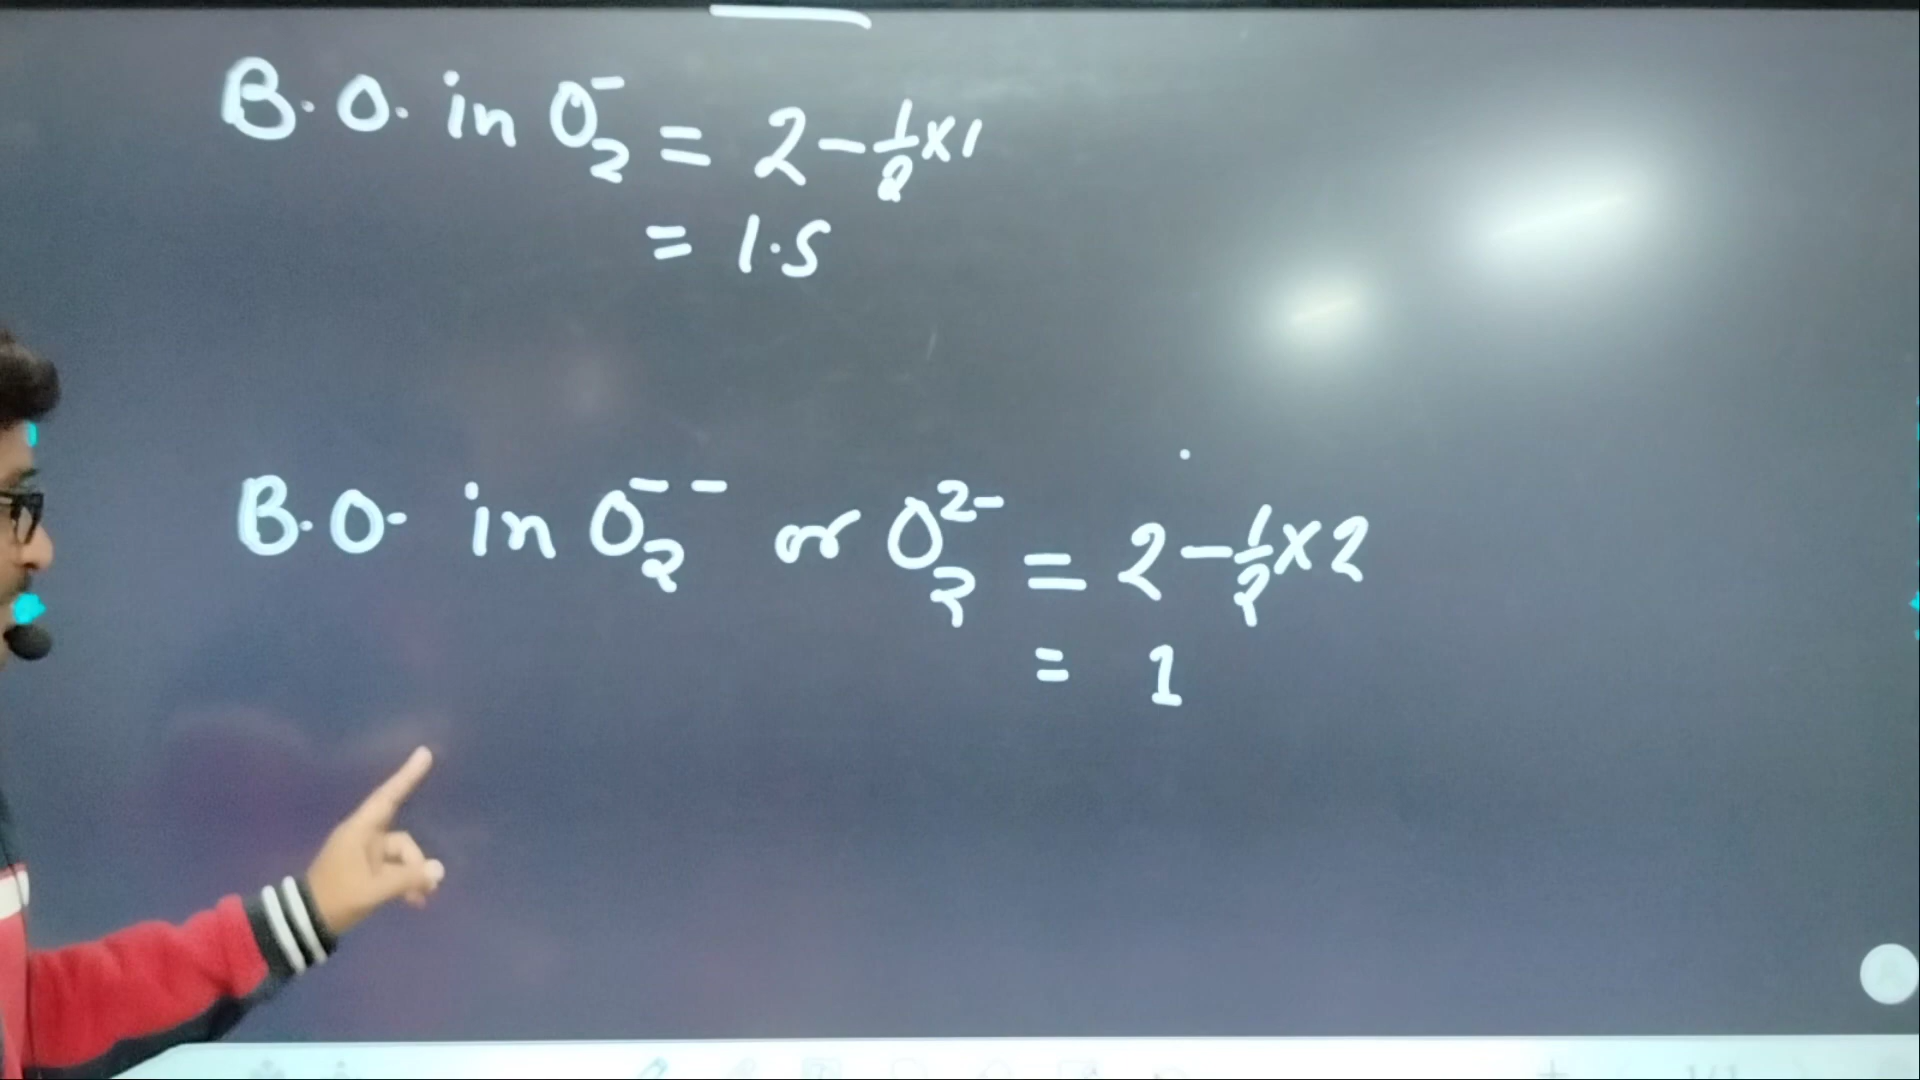 B.O. in O₂⁻ = 2 - 1/2 × 1
= 1.5
B.O. in O₂⁻⁻ or O₂²⁻ = 2 - 1/2 × 2
= 1